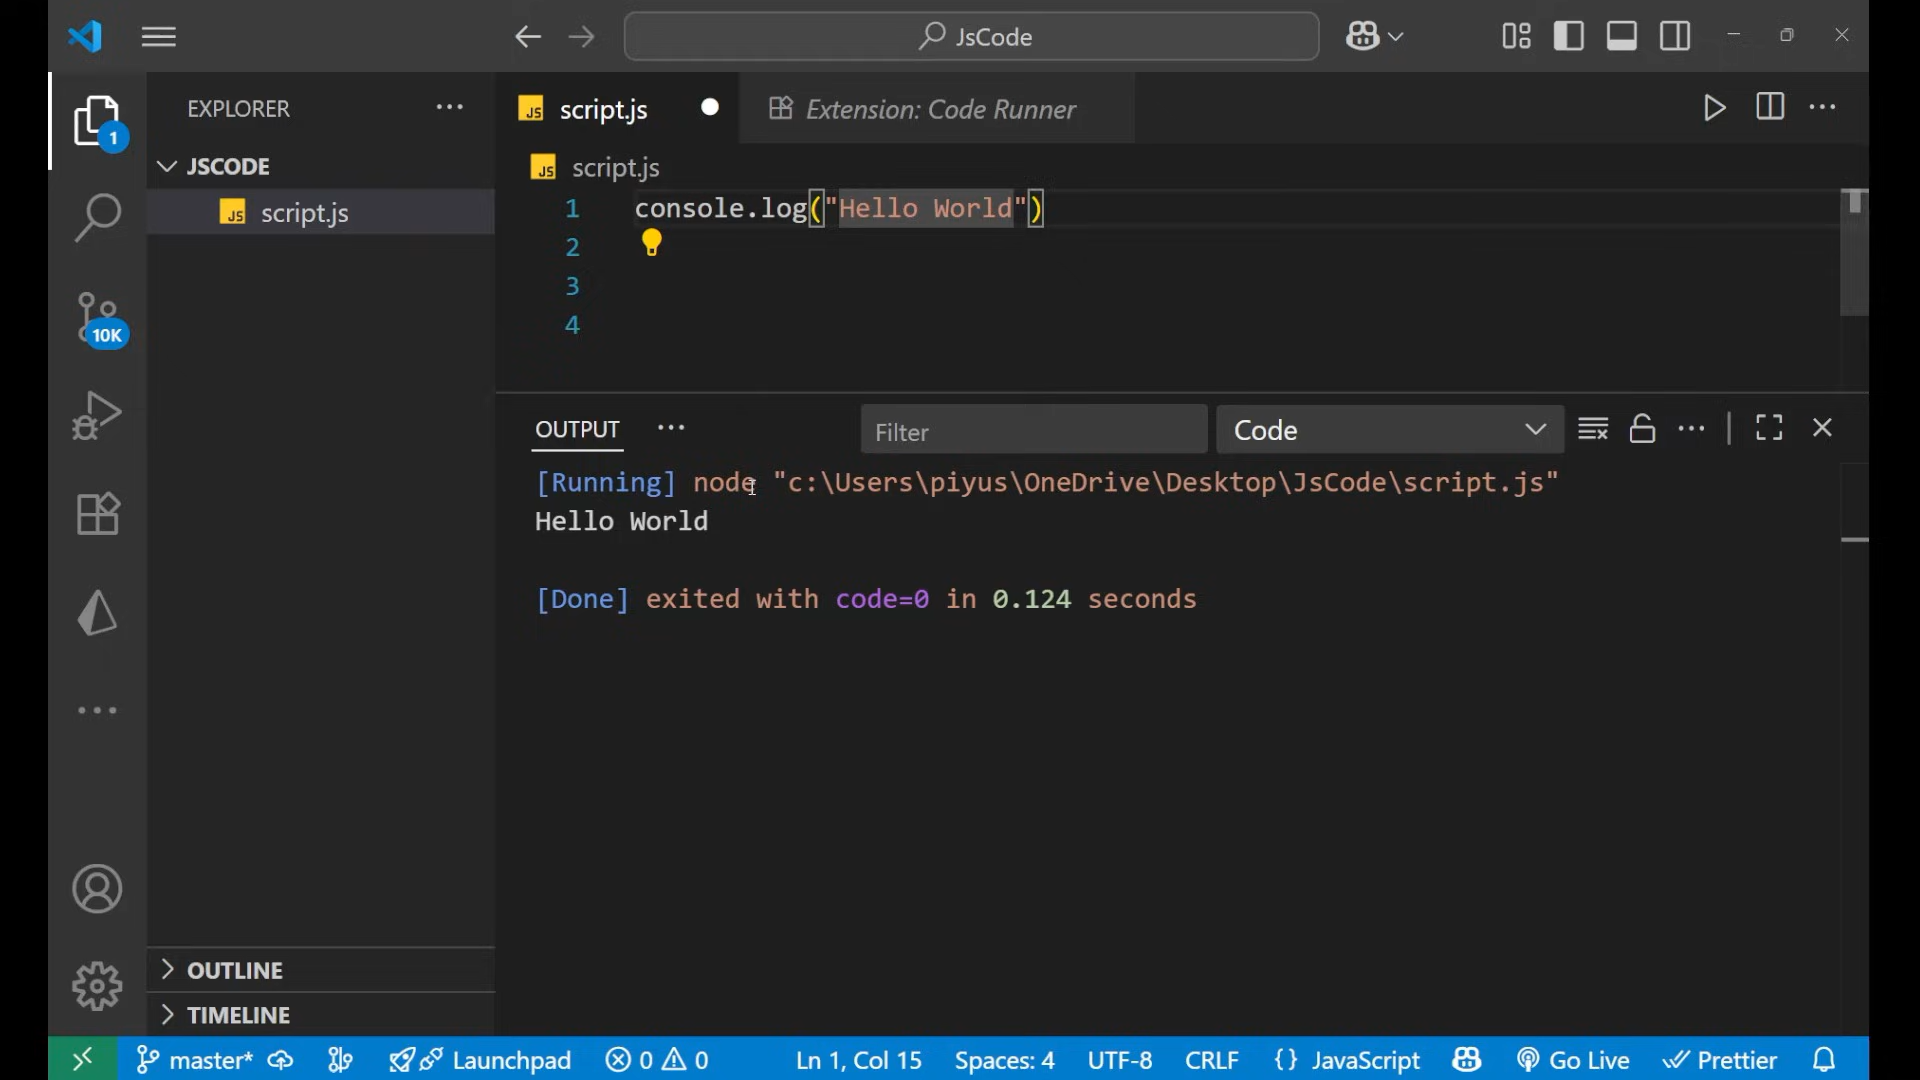 JsCode
EXPLORER
script.js
Extension: Code Runner
1
JSCODE
script.js
script.js
1 console.log("Hello World")
2
3
4
10K
OUTPUT
Filter
Code
[Running] node "c:\Users\piyus\OneDrive\Desktop\JsCode\script.js"
Hello World
[Done] exited with code=0 in 0.124 seconds
OUTLINE
TIMELINE
master* Launchpad 0 0 Ln 1, Col 15 Spaces: 4 UTF-8 CRLF {} JavaScript Go Live Prettier